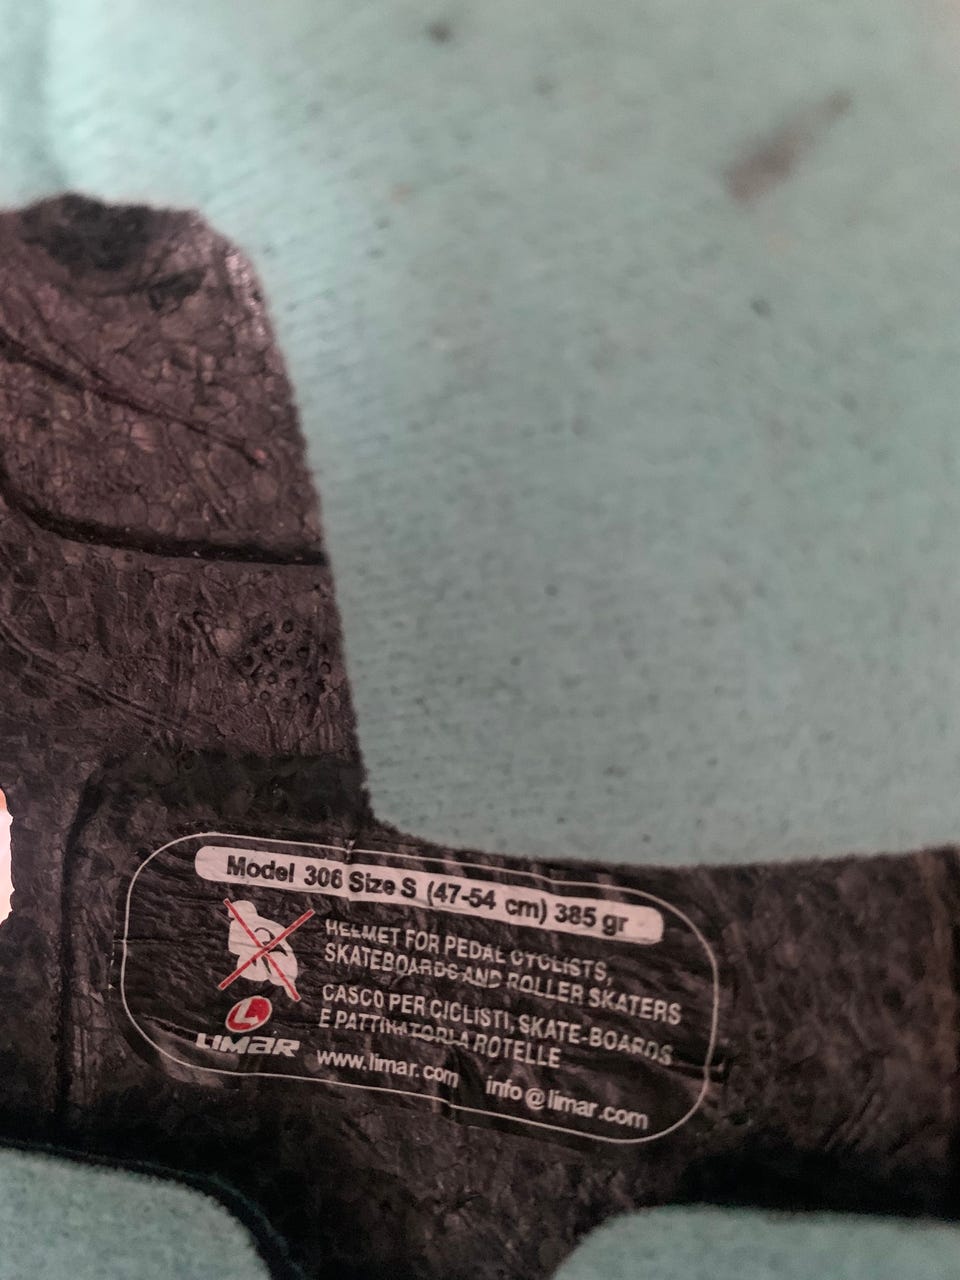 Model 306 Size S (47-54 cm) 385 gr
HELMET FOR PEDAL CYCLISTS,
SKATEBOARDS AND ROLLER SKATERS
CASCO PER CICLISTI, SKATE-BOARDS
E PATTINATORI A ROTELLE
LIMAR
www.limar.com info@limar.com